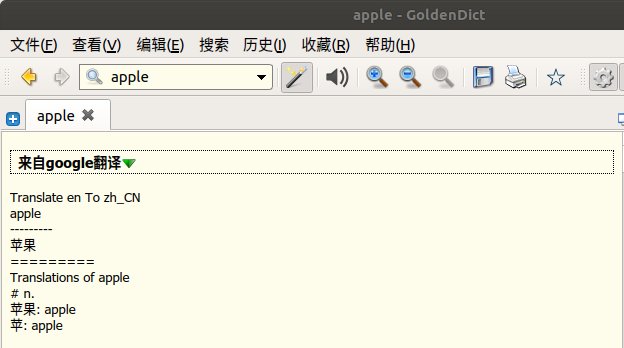 apple - GoldenDict
文件(F) 查看(V) 编辑(E) 搜索 历史(I) 收藏(R) 帮助(H)
apple
apple
来自google翻译
Translate en To zh_CN
apple
---------
苹果
=========
Translations of apple
# n.
苹果: apple
苹: apple